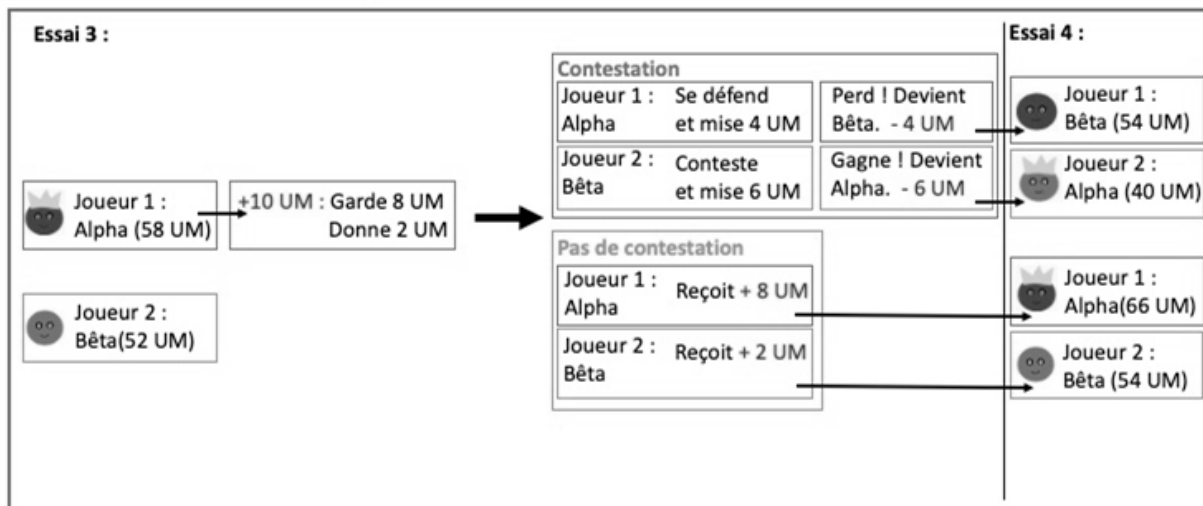 Essai 3 :
Essai 4 :
Joueur 1 :
Alpha (58 UM)
+10 UM : Garde 8 UM
Donne 2 UM
Joueur 2 :
Bêta(52 UM)
Contestation
Joueur 1 :
Alpha
Se défend
et mise 4 UM
Perd ! Devient
Bêta. - 4 UM
Joueur 1 :
Bêta (54 UM)
Joueur 2 :
Bêta
Conteste
et mise 6 UM
Gagne ! Devient
Alpha. - 6 UM
Joueur 2 :
Alpha (40 UM)
Pas de contestation
Joueur 1 :
Alpha
Reçoit + 8 UM
Joueur 1 :
Alpha(66 UM)
Joueur 2 :
Bêta
Reçoit + 2 UM
Joueur 2 :
Bêta (54 UM)